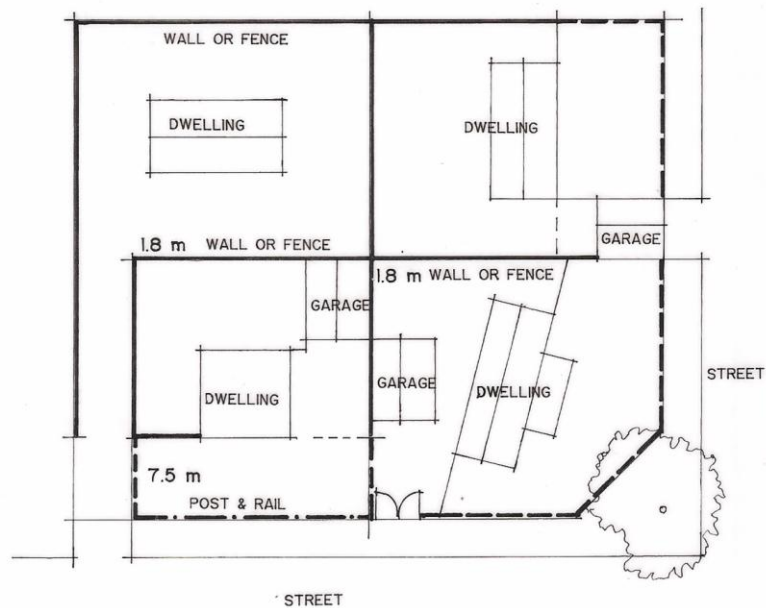 WALL OR FENCE
DWELLING
DWELLING
1.8 m WALL OR FENCE
GARAGE
1.8 m WALL OR FENCE
GARAGE
GARAGE
DWELLING
DWELLING
STREET
7.5 m
POST & RAIL
STREET